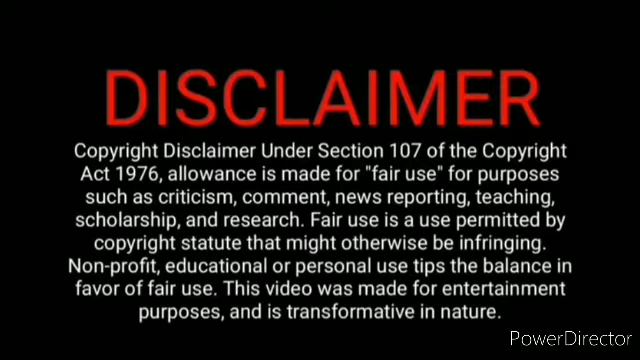 DISCLAIMER
Copyright Disclaimer Under Section 107 of the Copyright
Act 1976, allowance is made for "fair use" for purposes
such as criticism, comment, news reporting, teaching,
scholarship, and research. Fair use is a use permitted by
copyright statute that might otherwise be infringing.
Non-profit, educational or personal use tips the balance in
favor of fair use. This video was made for entertainment
purposes, and is transformative in nature.
PowerDirector